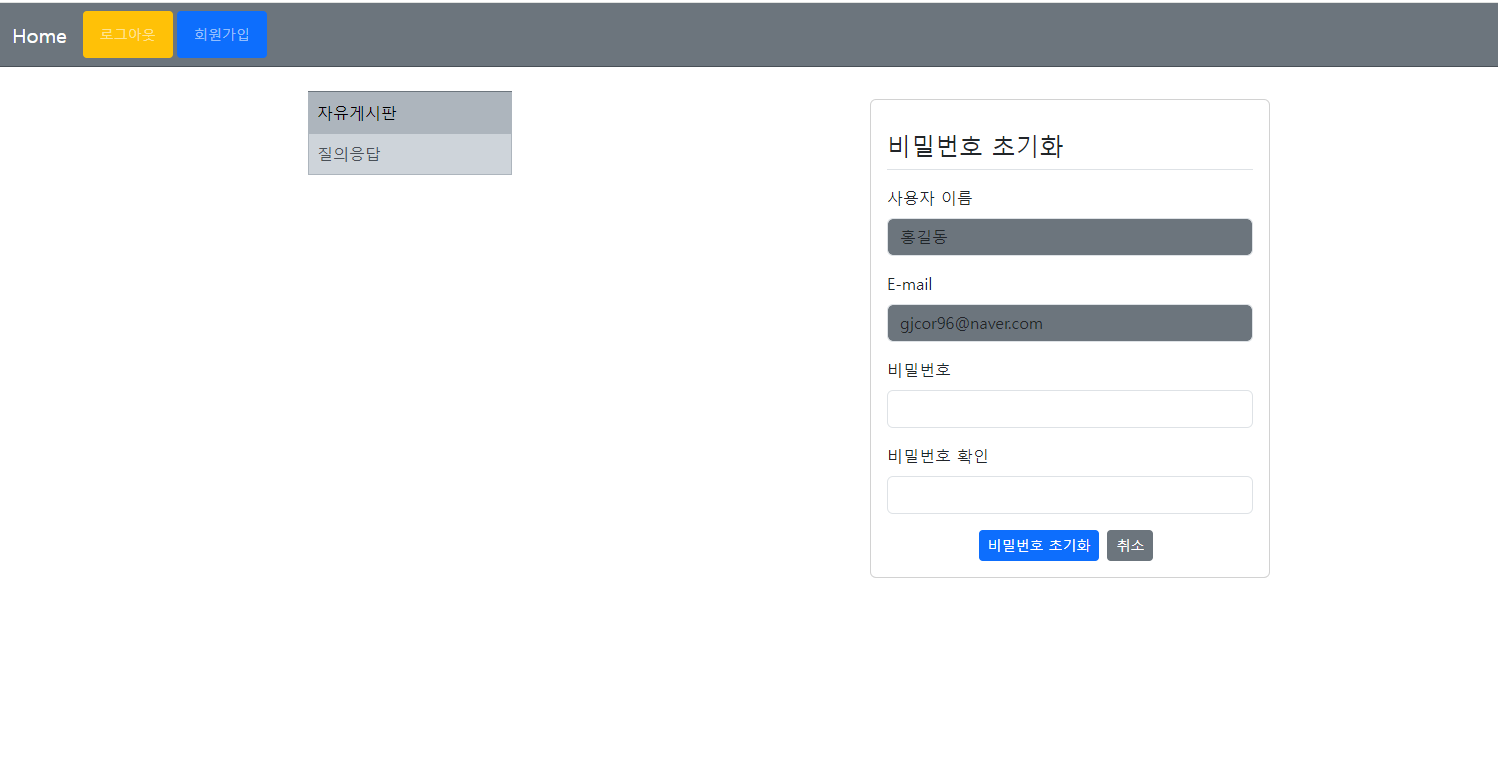 Home 로그아웃 회원가입
자유게시판
질의응답
비밀번호 초기화
사용자 이름
홍길동
E-mail
gjcor96@naver.com
비밀번호
비밀번호 확인
비밀번호 초기화 취소